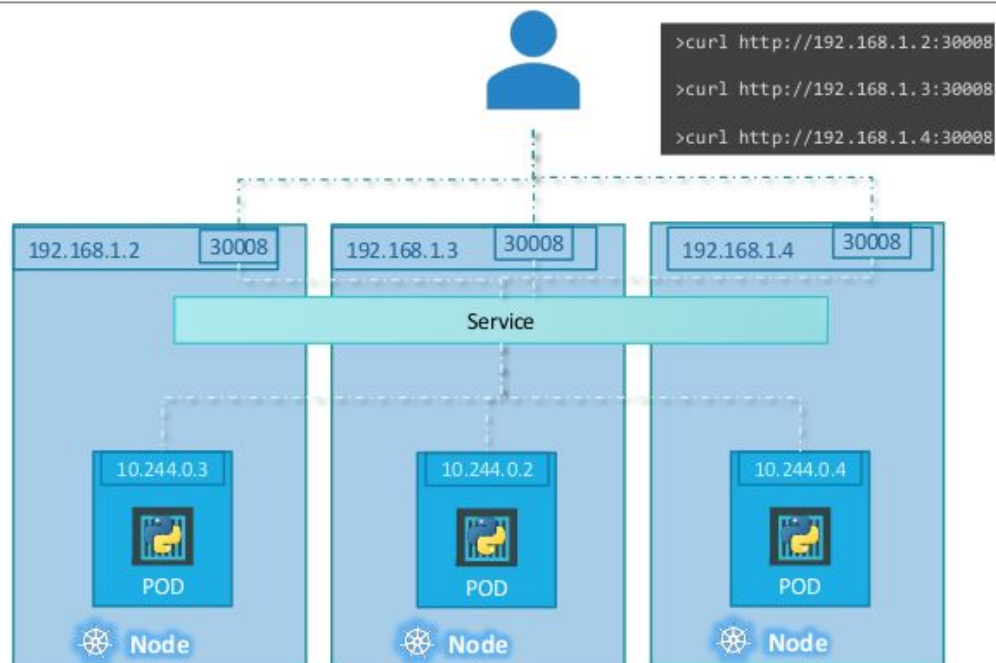 >curl http://192.168.1.2:30008
>curl http://192.168.1.3:30008
>curl http://192.168.1.4:30008
192.168.1.2
30008
192.168.1.3
30008
192.168.1.4
30008
Service
10.244.0.3
10.244.0.2
10.244.0.4
POD
POD
POD
Node
Node
Node